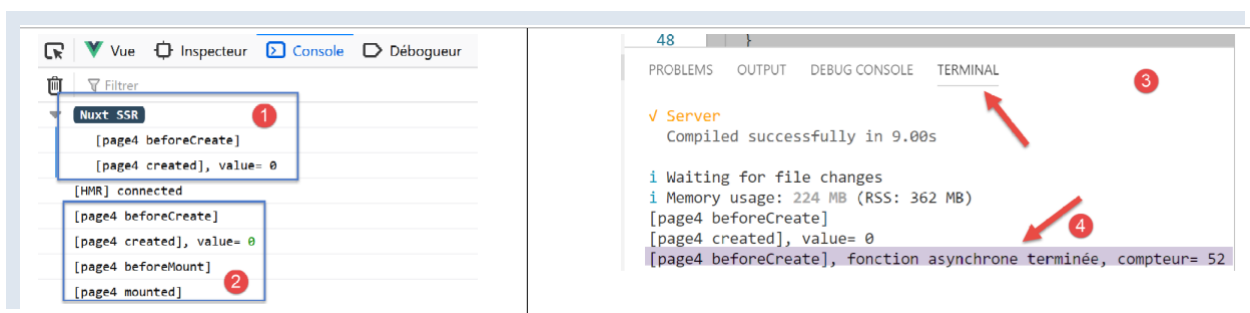 Vue Inspecteur Console Débogueur
Filtrer
Nuxt SSR 1
[page4 beforeCreate]
[page4 created], value= 0
[HMR] connected
[page4 beforeCreate]
[page4 created], value= 0
[page4 beforeMount]
[page4 mounted]
2
48 }
PROBLEMS OUTPUT DEBUG CONSOLE TERMINAL
3
√ Server
Compiled successfully in 9.00s
i Waiting for file changes
i Memory usage: 224 MB (RSS: 362 MB)
[page4 beforeCreate]
[page4 created], value= 0
4
[page4 beforeCreate], fonction asynchrone terminée, compteur= 52